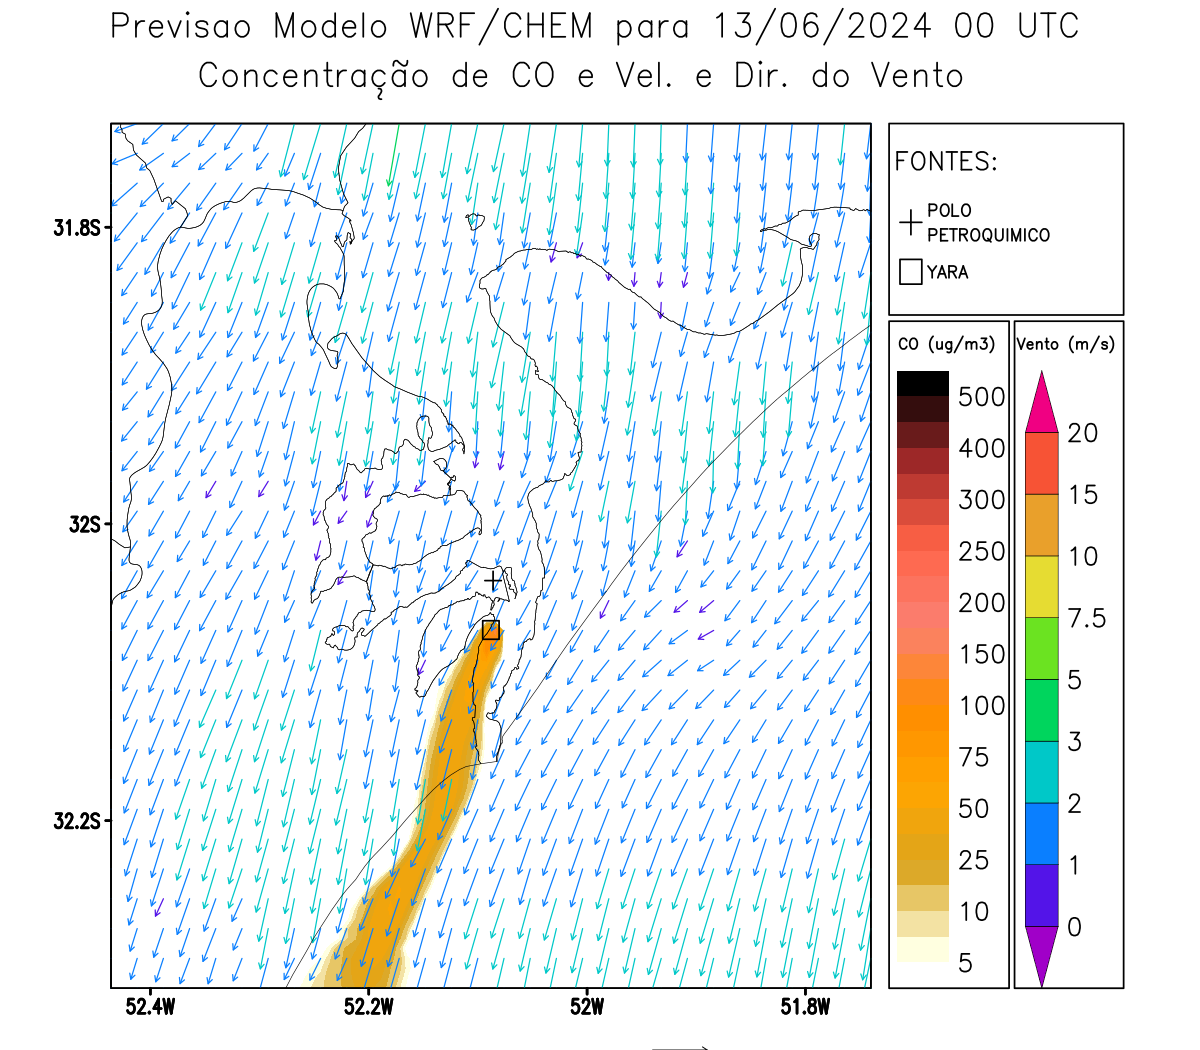 Previsao Modelo WRF/CHEM para 13/06/2024 00 UTC
Concentração de CO e Vel. e Dir. do Vento
FONTES:
POLO
PETROQUIMICO
YARA
CO (ug/m3)
500
400
300
250
200
150
100
75
50
25
10
5
Vento (m/s)
20
15
10
7.5
5
3
2
1
0
31.8S
32S
32.2S
52.4W
52.2W
52W
51.8W